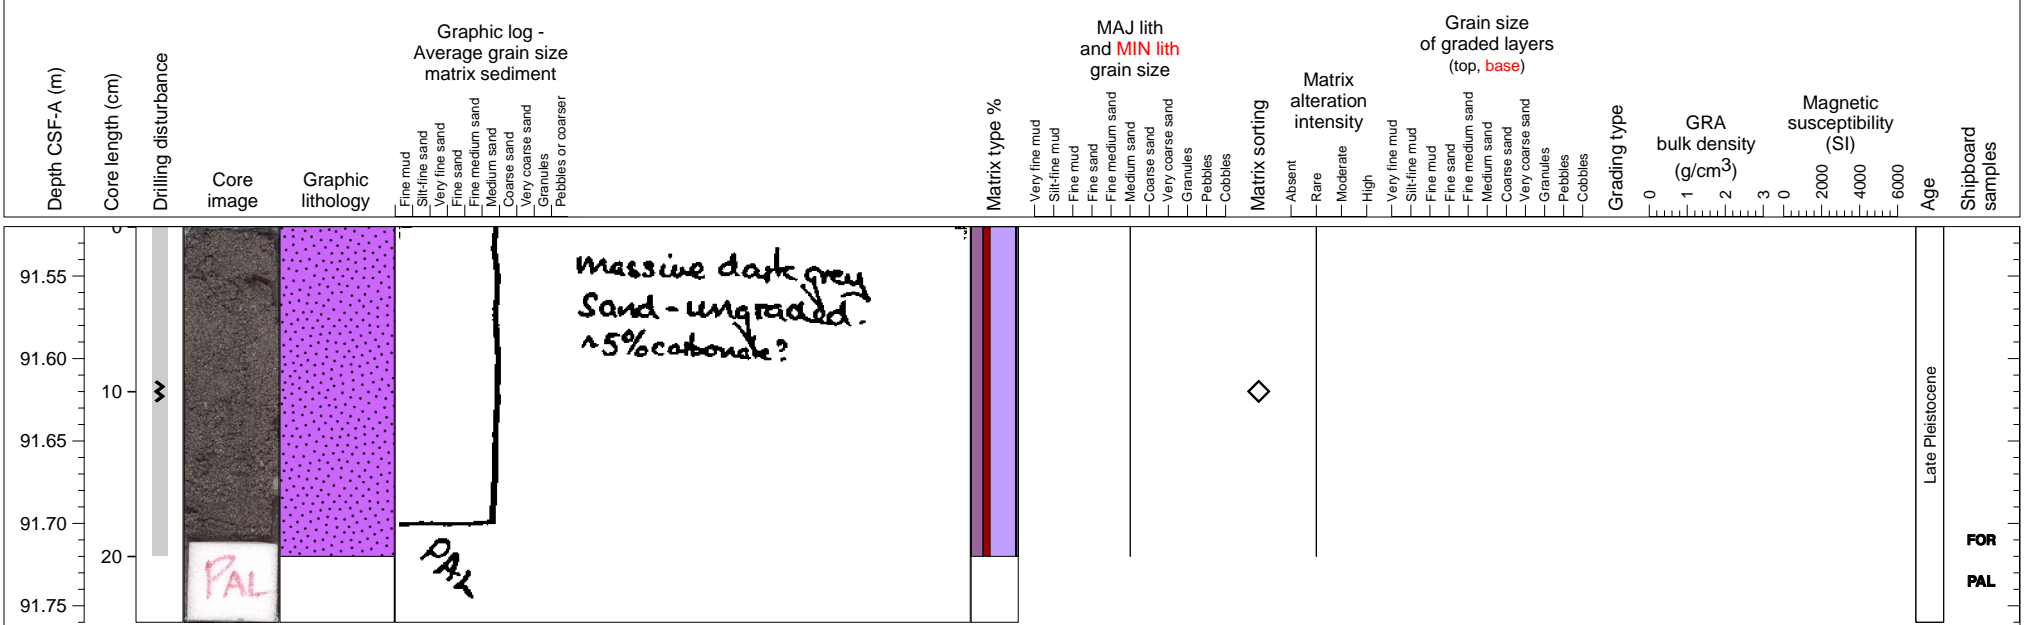 Depth CSF-A (m)
Core length (cm)
Drilling disturbance
Core
image
Graphic
lithology
Graphic log -
Average grain size
matrix sediment
Fine mud
Silt-fine sand
Very fine sand
Fine sand
Fine medium sand
Medium sand
Coarse sand
Very coarse sand
Granules
Pebbles or coarser
Matrix type %
MAJ lith
and MIN lith
grain size
Very fine mud
Silt-fine mud
Fine mud
Fine sand
Fine medium sand
Medium sand
Coarse sand
Very coarse sand
Granules
Pebbles
Cobbles
Matrix sorting
Matrix
alteration
intensity
Absent
Rare
Moderate
High
Grain size
of graded layers
(top, base)
Very fine mud
Silt-fine mud
Fine mud
Fine sand
Fine medium sand
Medium sand
Coarse sand
Very coarse sand
Granules
Pebbles
Cobbles
Grading type
GRA
bulk density
(g/cm3)
0 1 2 3
Magnetic
susceptibility
(SI)
0 2000 4000 6000
Age
Shipboard
samples
0
91.55
91.60
10
91.65
91.70
20
91.75
PAL
Massive dark grey
Sand - ungraded.
~5% carbonate?
PAL
Late Pleistocene
FOR
PAL